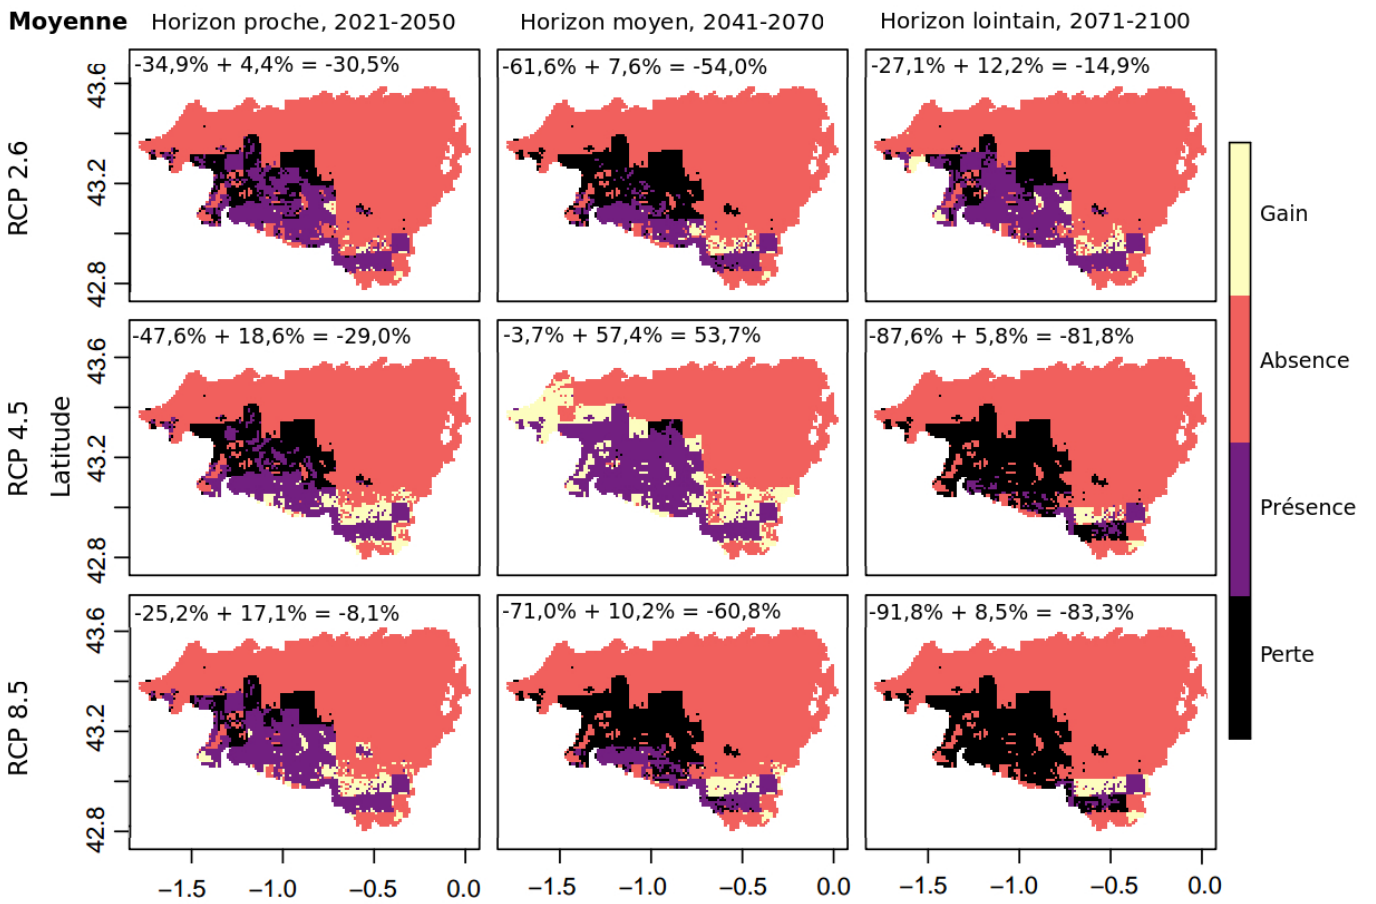 Moyenne Horizon proche, 2021-2050 Horizon moyen, 2041-2070 Horizon lointain, 2071-2100
RCP 2.6
43.6
43.2
42.8
-34,9% + 4,4% = -30,5%
-61,6% + 7,6% = -54,0%
-27,1% + 12,2% = -14,9%
RCP 4.5
Latitude
43.6
43.2
42.8
-47,6% + 18,6% = -29,0%
-3,7% + 57,4% = 53,7%
-87,6% + 5,8% = -81,8%
RCP 8.5
43.6
43.2
42.8
-25,2% + 17,1% = -8,1%
-71,0% + 10,2% = -60,8%
-91,8% + 8,5% = -83,3%
−1.5 −1.0 −0.5 0.0
−1.5 −1.0 −0.5 0.0
−1.5 −1.0 −0.5 0.0
Gain
Absence
Présence
Perte